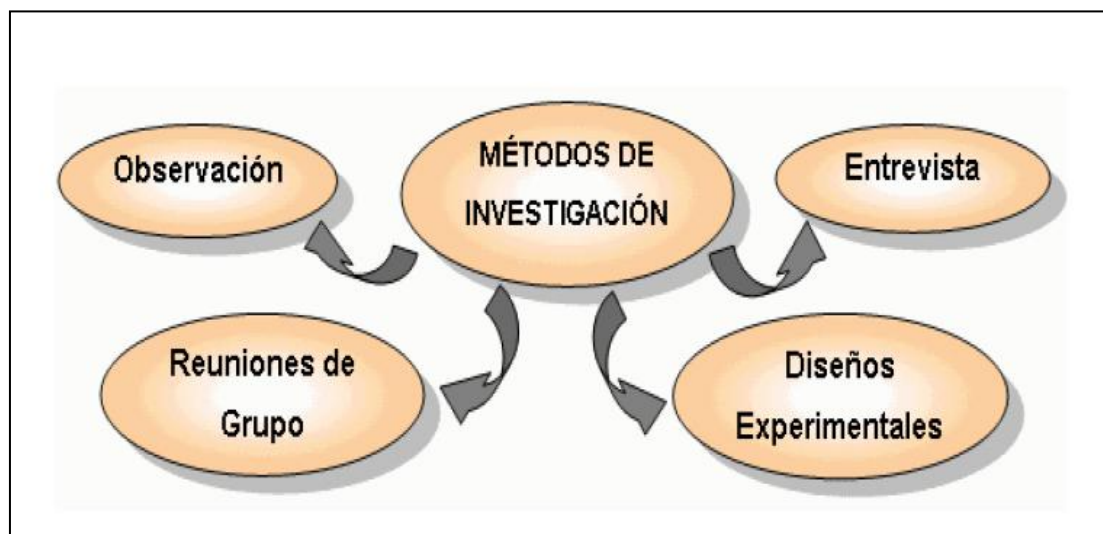 Observación
MÉTODOS DE
INVESTIGACIÓN
Entrevista
Reuniones de
Grupo
Diseños
Experimentales